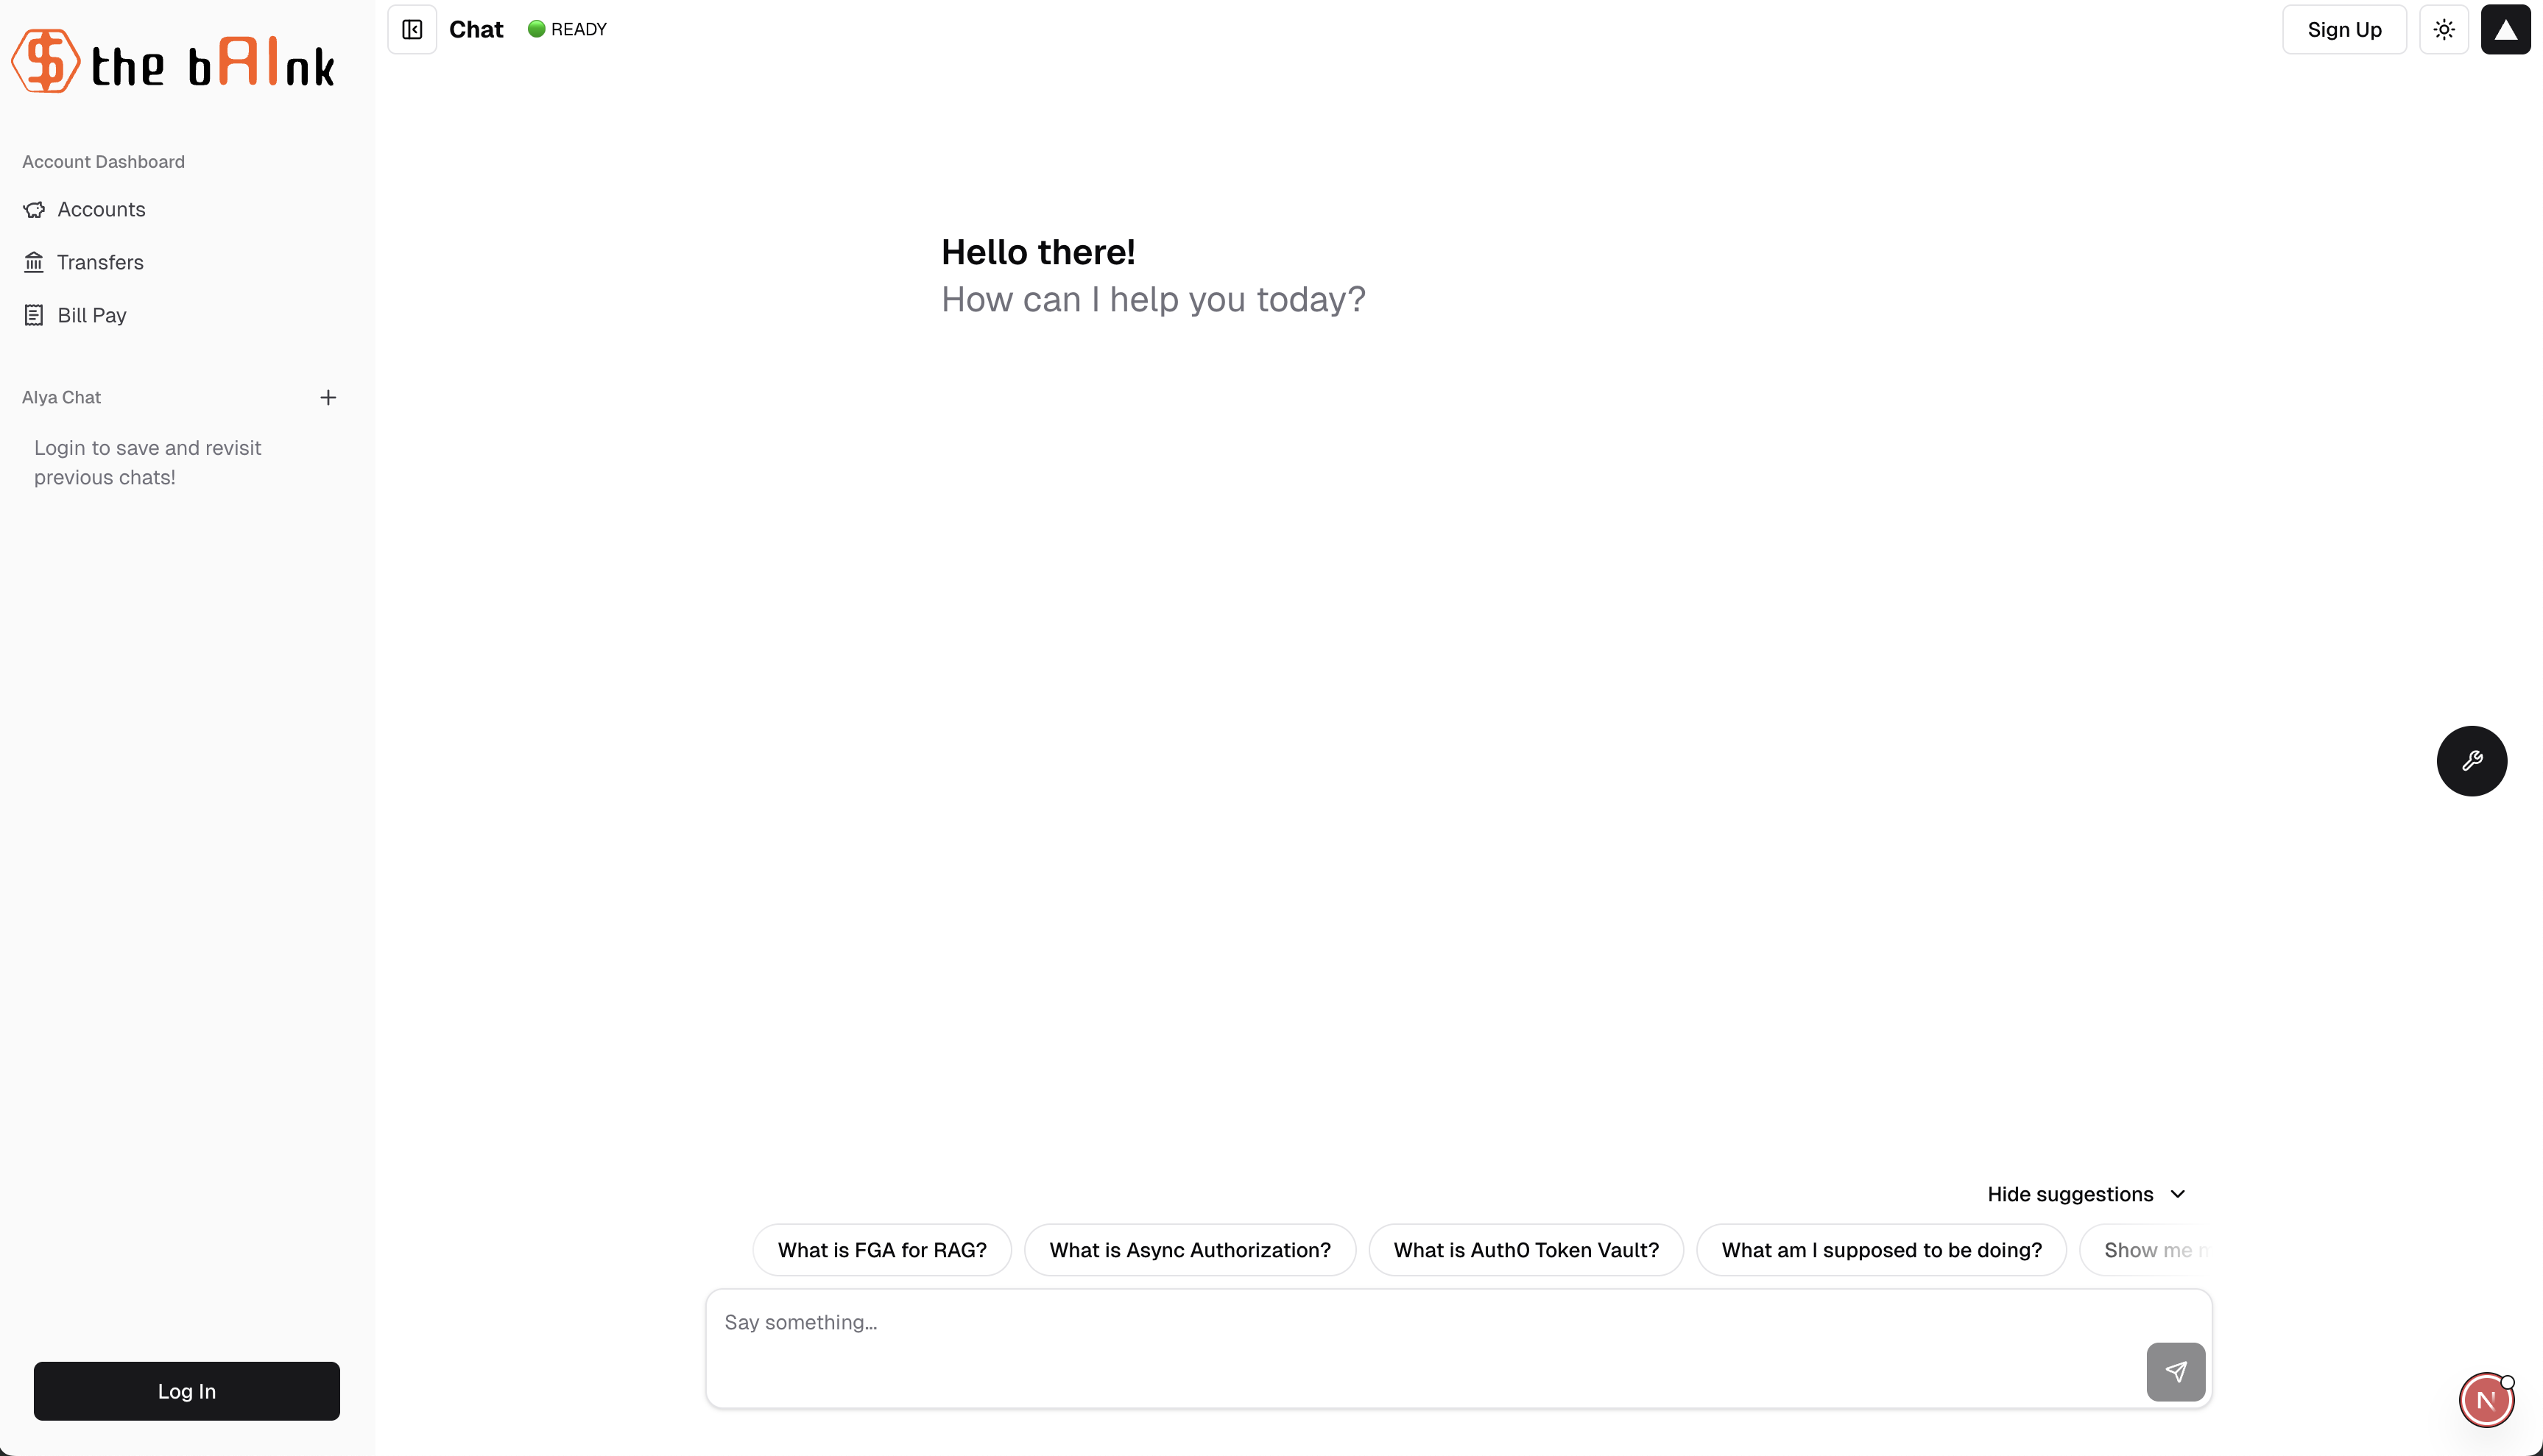 the bAInk
Account Dashboard
Accounts
Transfers
Bill Pay
AIya Chat
Login to save and revisit
previous chats!
Log In
Chat
READY
Sign Up
Hello there!
How can I help you today?
Hide suggestions
What is FGA for RAG?
What is Async Authorization?
What is Auth0 Token Vault?
What am I supposed to be doing?
Show me
Say something...
N